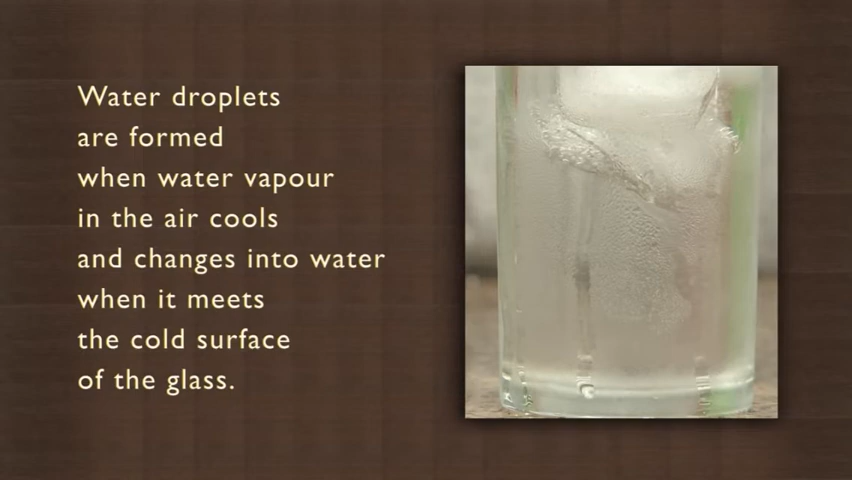 Water droplets
are formed
when water vapour
in the air cools
and changes into water
when it meets
the cold surface
of the glass.